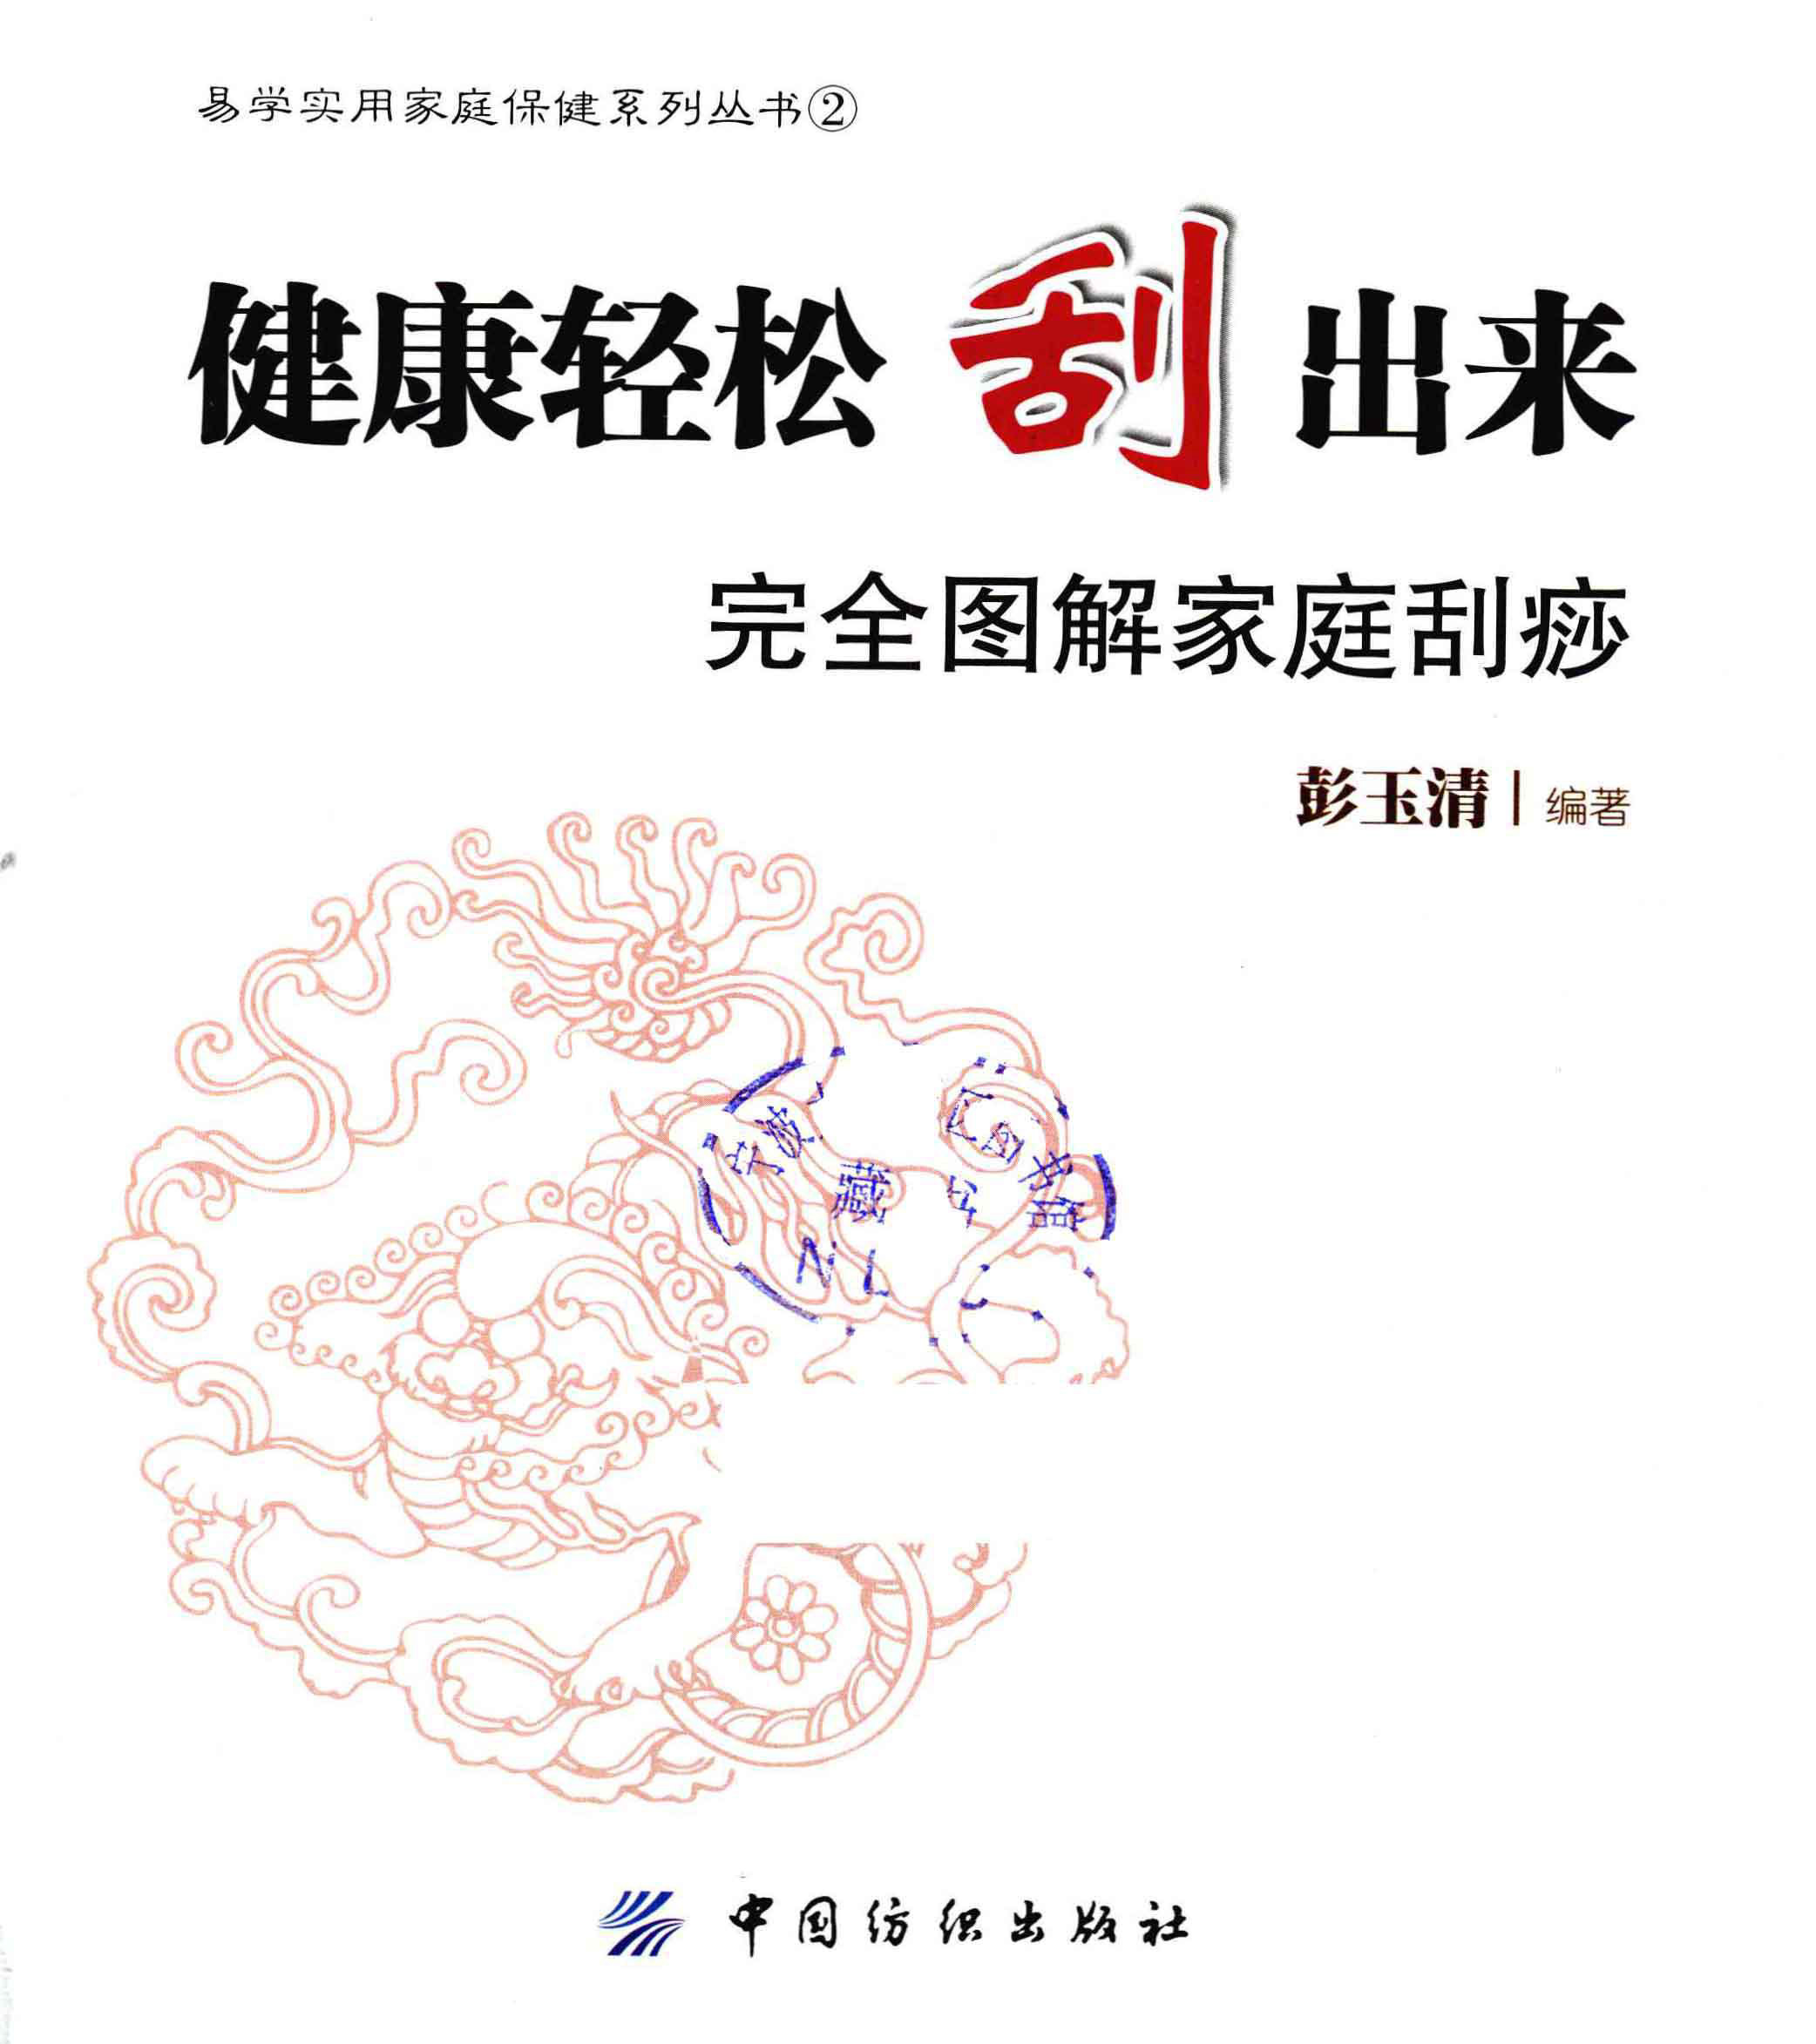 易学实用家庭保健系列丛书②
健康轻松刮出来
完全图解家庭刮痧
彭玉清 | 编著
藏书
中国纺织出版社